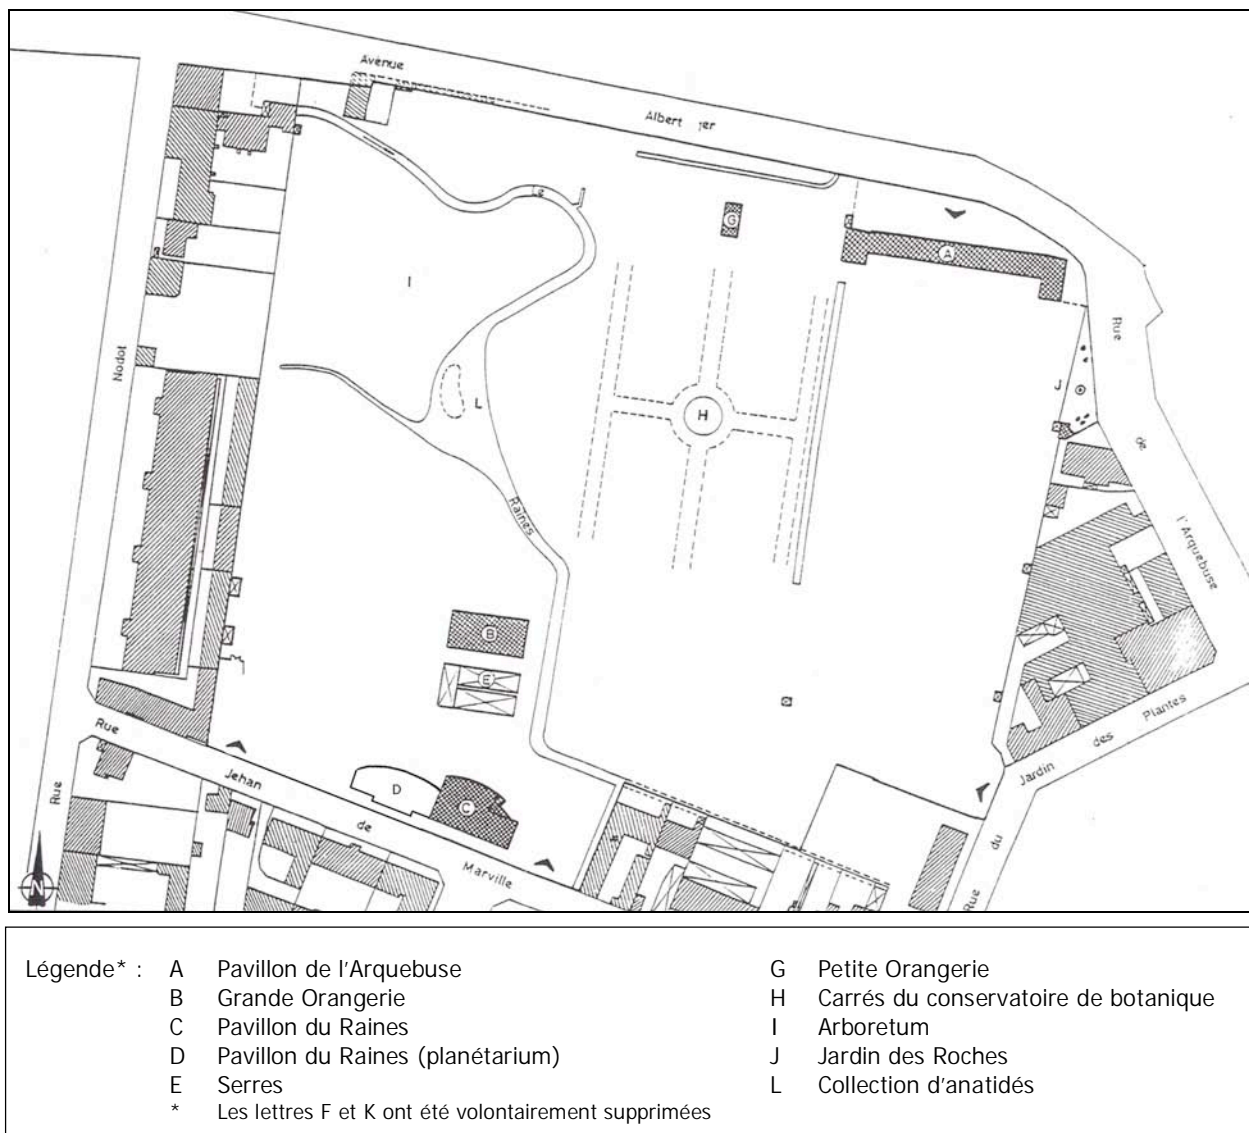 Avenue
Albert 1er
G
A
I
Rue
J
Nodot
L
H
de
l'Arquebuse
Raines
B
E
Plantes
des
Jardin
du
Rue
Rue
Jehan
de
Marville
D
C
Rue
N
Légende* :
A Pavillon de l'Arquebuse
B Grande Orangerie
C Pavillon du Raines
D Pavillon du Raines (planétarium)
E Serres
* Les lettres F et K ont été volontairement supprimées
G Petite Orangerie
H Carrés du conservatoire de botanique
I Arboretum
J Jardin des Roches
L Collection d'anatidés